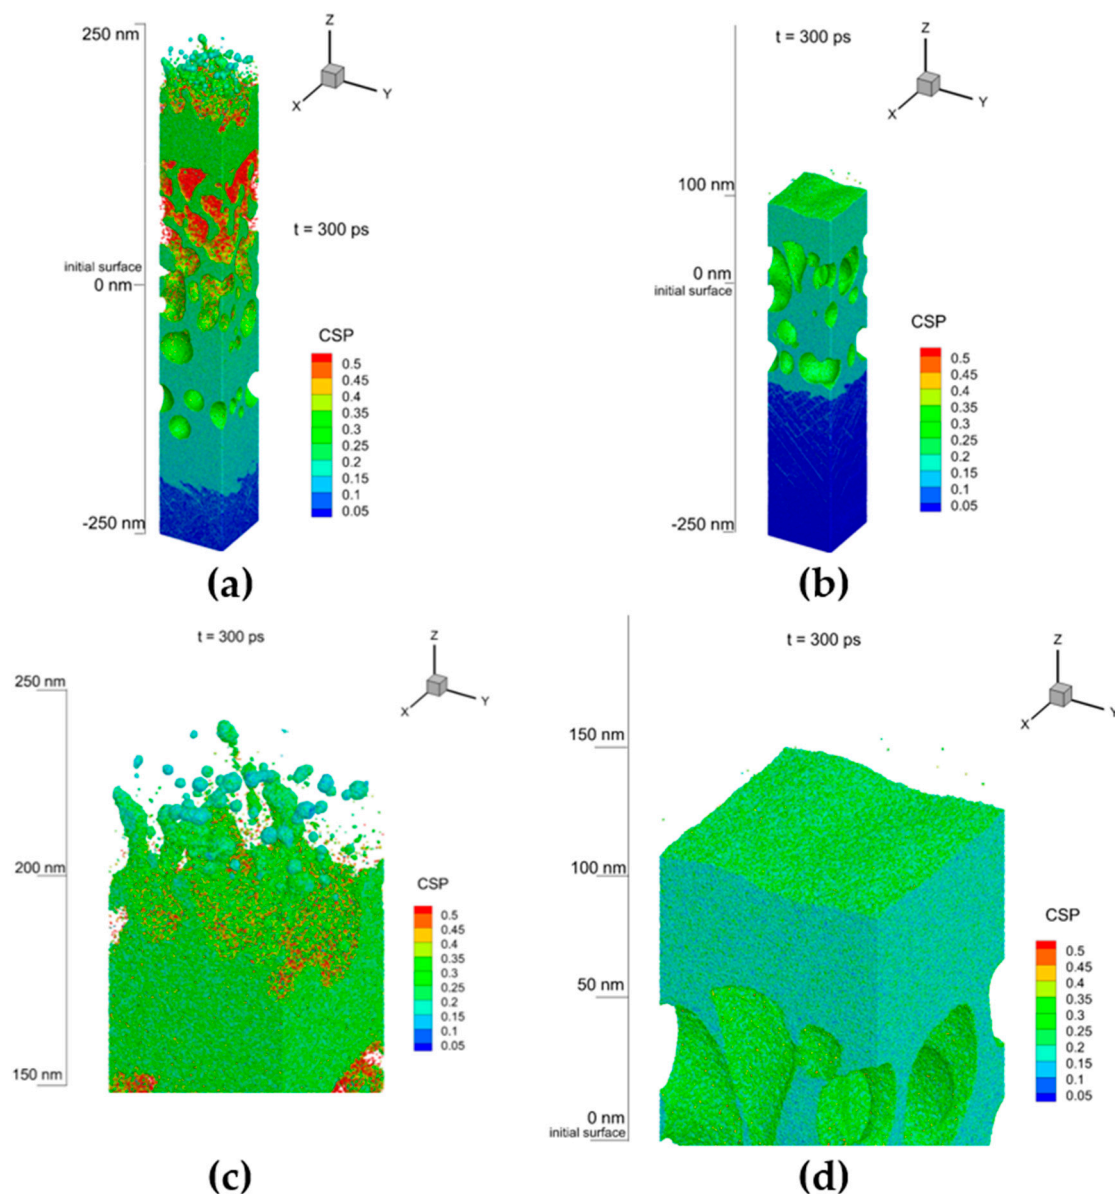 250 nm
Z
Y
X
t = 300 ps
initial surface
0 nm
CSP
0.5
0.45
0.4
0.35
0.3
0.25
0.2
0.15
0.1
0.05
-250 nm
(a)
t = 300 ps
Z
Y
X
100 nm
0 nm
initial surface
CSP
0.5
0.45
0.4
0.35
0.3
0.25
0.2
0.15
0.1
0.05
-250 nm
(b)
t = 300 ps
Z
Y
X
250 nm
200 nm
CSP
0.5
0.45
0.4
0.35
0.3
0.25
0.2
0.15
0.1
0.05
150 nm
(c)
t = 300 ps
Z
Y
X
150 nm
100 nm
50 nm
CSP
0.5
0.45
0.4
0.35
0.3
0.25
0.2
0.15
0.1
0.05
0 nm
initial surface
(d)